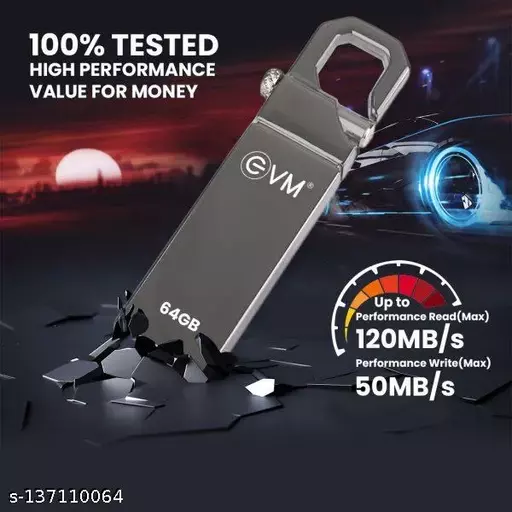 100% TESTED
HIGH PERFORMANCE
VALUE FOR MONEY
EVM®
64GB
Up to
Performance Read(Max)
120MB/s
Performance Write(Max)
50MB/s
s-137110064